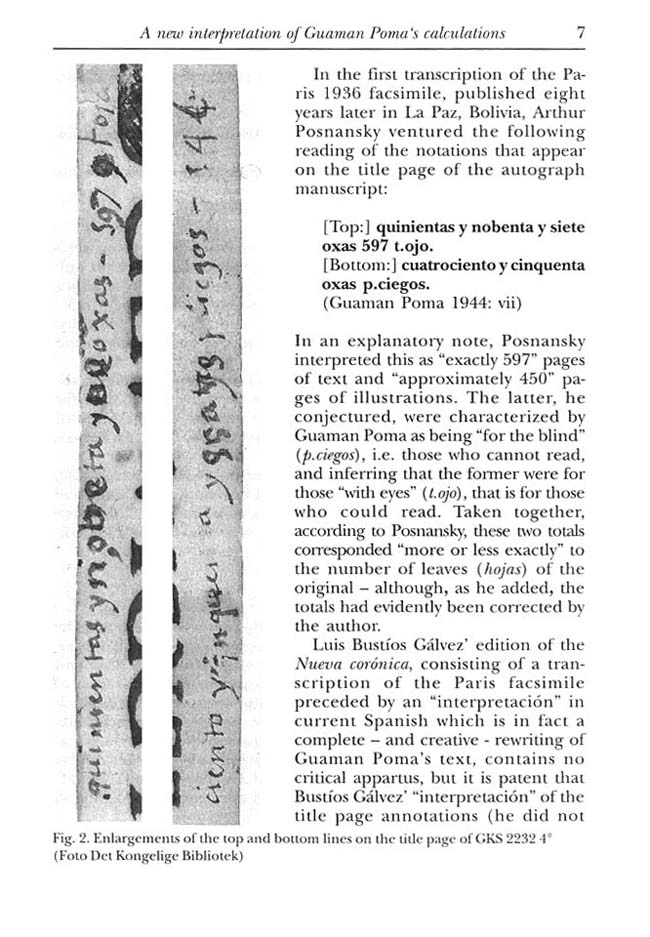 A new interpretation of Guaman Poma's calculations 7
quinientas y nobenta y oxas - 597
ciento y cinque - 144
In the first transcription of the Pa-
ris 1936 facsimile, published eight
years later in La Paz, Bolivia, Arthur
Posnansky ventured the following
reading of the notations that appear
on the title page of the autograph
manuscript:
[Top:] quinientas y nobenta y siete
oxas 597 t.ojo.
[Bottom:] cuatrociento y cinquenta
oxas p.ciegos.
(Guaman Poma 1944: vii)
In an explanatory note, Posnansky
interpreted this as “exactly 597” pages
of text and “approximately 450” pa-
ges of illustrations. The latter, he
conjectured, were characterized by
Guaman Poma as being “for the blind”
(p.ciegos), i.e. those who cannot read,
and inferring that the former were for
those “with eyes” (t.ojo), that is for those
who could read. Taken together,
according to Posnansky, these two totals
corresponded “more or less exactly” to
the number of leaves (hojas) of the
original – although, as he added, the
totals had evidently been corrected by
the author.
Luis Bustíos Gálvez’ edition of the
Nueva corónica, consisting of a tran-
scription of the Paris facsimile
preceded by an “interpretación” in
current Spanish which is in fact a
complete – and creative - rewriting of
Guaman Poma’s text, contains no
critical appartus, but it is patent that
Bustíos Gálvez’ “interpretación” of the
title page annotations (he did not
Fig. 2. Enlargements of the top and bottom lines on the title page of GKS 2232 4°
(Foto Det Kongelige Bibliotek)